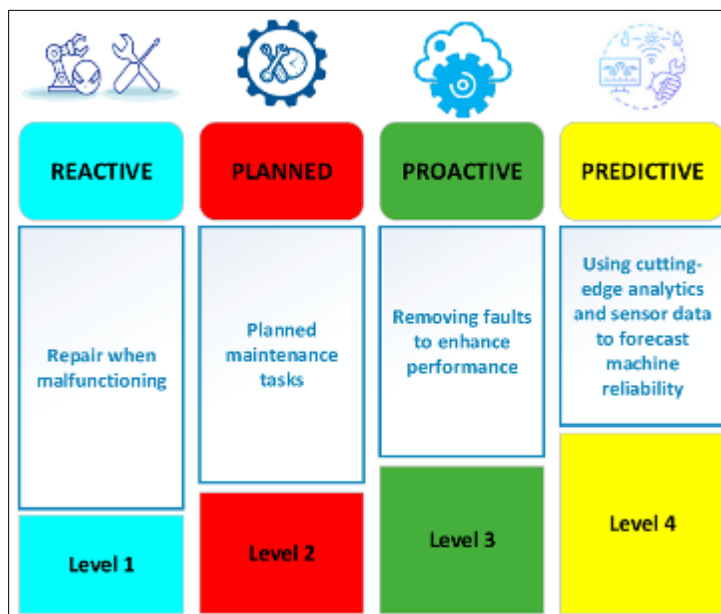 REACTIVE
PLANNED
PROACTIVE
PREDICTIVE
Repair when
malfunctioning
Planned
maintenance
tasks
Removing faults
to enhance
performance
Using cutting-
edge analytics
and sensor data
to forecast
machine
reliability
Level 1
Level 2
Level 3
Level 4